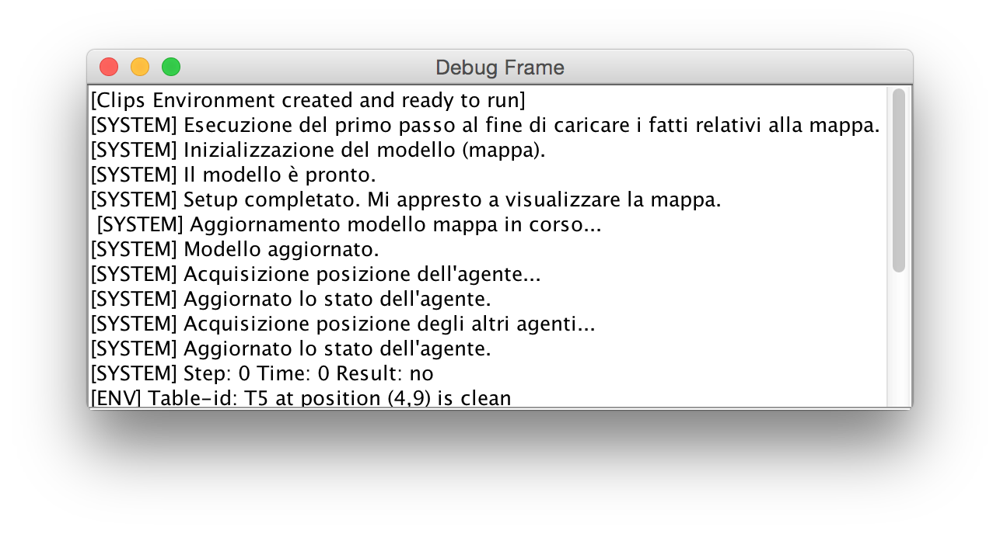 Debug Frame
[Clips Environment created and ready to run]
[SYSTEM] Esecuzione del primo passo al fine di caricare i fatti relativi alla mappa.
[SYSTEM] Inizializzazione del modello (mappa).
[SYSTEM] Il modello è pronto.
[SYSTEM] Setup completato. Mi appresto a visualizzare la mappa.
[SYSTEM] Aggiornamento modello mappa in corso...
[SYSTEM] Modello aggiornato.
[SYSTEM] Acquisizione posizione dell'agente...
[SYSTEM] Aggiornato lo stato dell'agente.
[SYSTEM] Acquisizione posizione degli altri agenti...
[SYSTEM] Aggiornato lo stato dell'agente.
[SYSTEM] Step: 0 Time: 0 Result: no
[ENV] Table-id: T5 at position (4,9) is clean